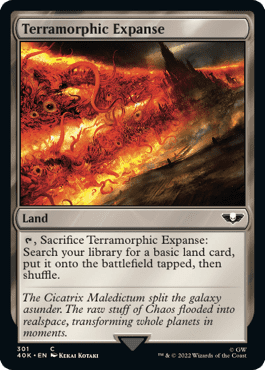 Terramorphic Expanse
Land
, Sacrifice Terramorphic Expanse:
Search your library for a basic land card,
put it onto the battlefield tapped, then
shuffle.
The Cicatrix Maledictum split the galaxy
asunder. The raw stuff of Chaos flooded into
realspace, transforming whole planets in
moments.
301 C
40K • EN KEKAI KOTAKI
© GW
™ & © 2022 Wizards of the Coast